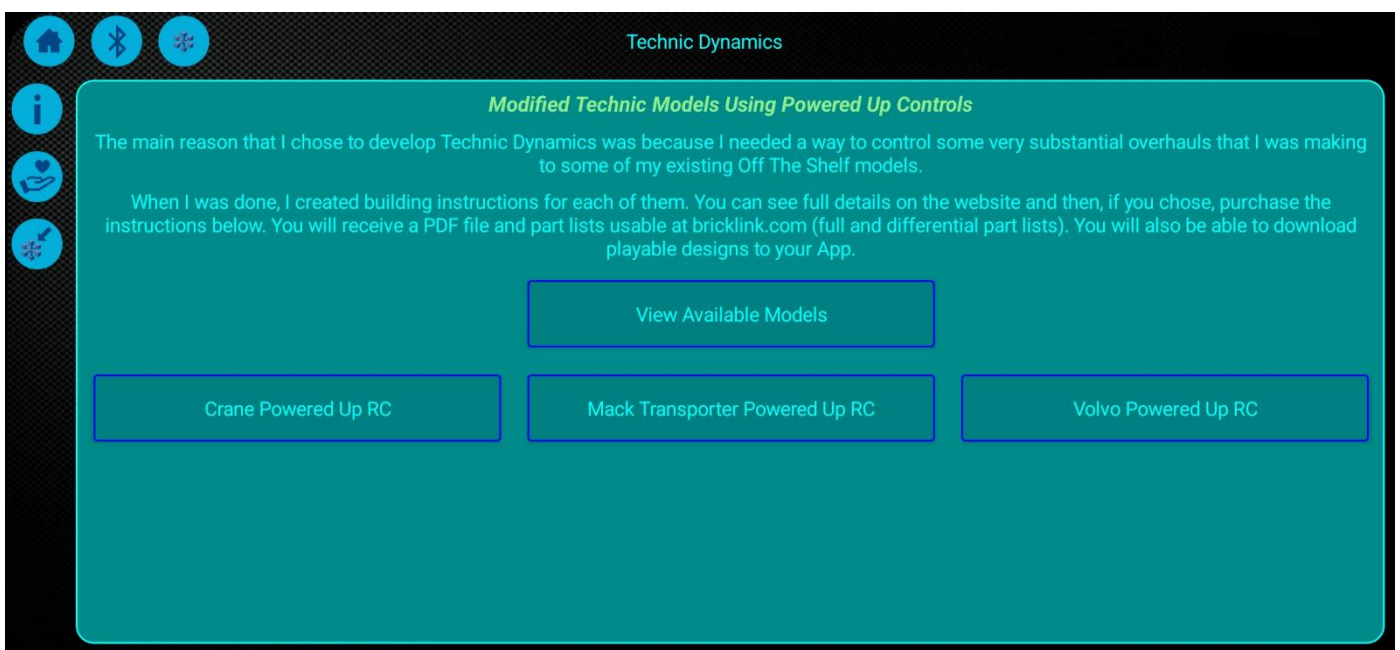 Technic Dynamics
Modified Technic Models Using Powered Up Controls
The main reason that I chose to develop Technic Dynamics was because I needed a way to control some very substantial overhauls that I was making
to some of my existing Off The Shelf models.
When I was done, I created building instructions for each of them. You can see full details on the website and then, if you chose, purchase the
instructions below. You will receive a PDF file and part lists usable at bricklink.com (full and differential part lists). You will also be able to download
playable designs to your App.
View Available Models
Crane Powered Up RC
Mack Transporter Powered Up RC
Volvo Powered Up RC